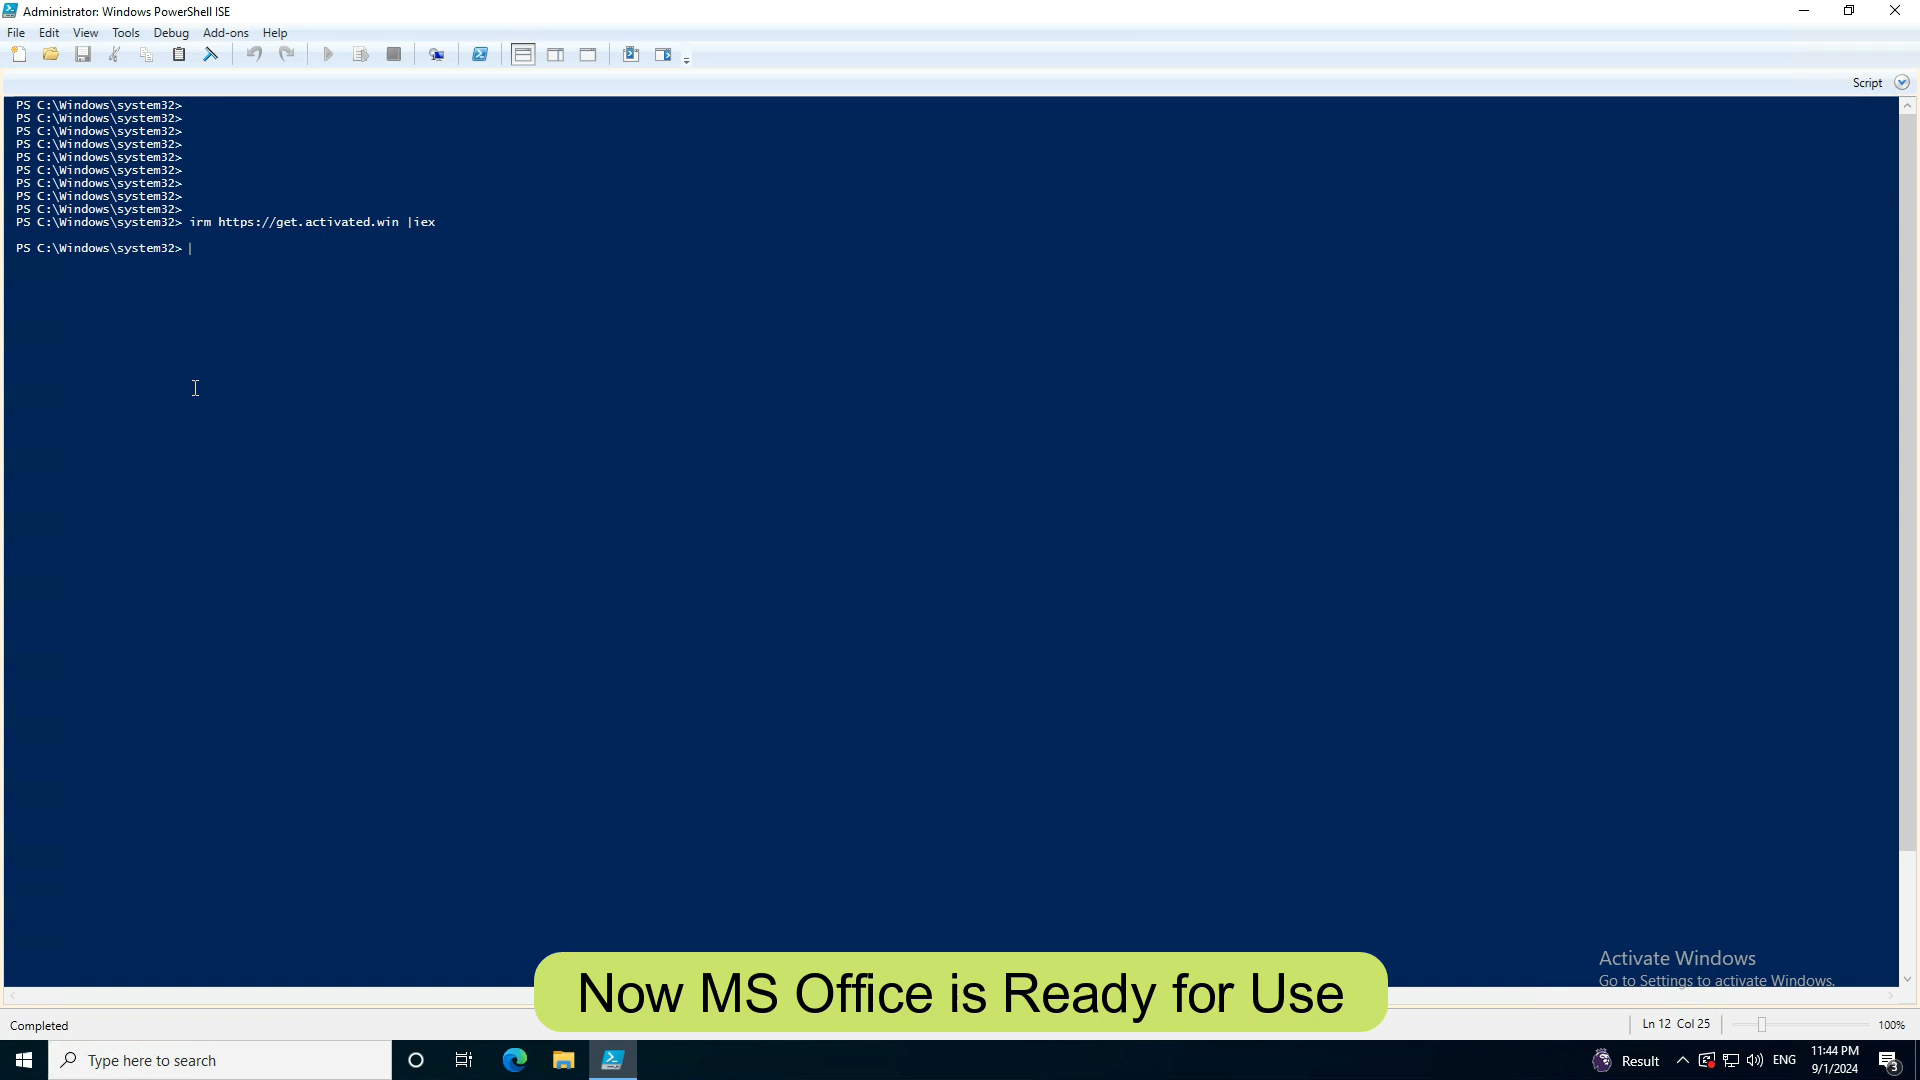 Administrator: Windows PowerShell ISE
File Edit View Tools Debug Add-ons Help
Script
PS C:\Windows\system32>
PS C:\Windows\system32>
PS C:\Windows\system32>
PS C:\Windows\system32>
PS C:\Windows\system32>
PS C:\Windows\system32>
PS C:\Windows\system32>
PS C:\Windows\system32>
PS C:\Windows\system32>
PS C:\Windows\system32> irm https://get.activated.win |iex
PS C:\Windows\system32>
Activate Windows
Go to Settings to activate Windows.
Now MS Office is Ready for Use
Completed
Ln 12 Col 25
100%
Type here to search
Result
ENG
11:44 PM
9/1/2024
3